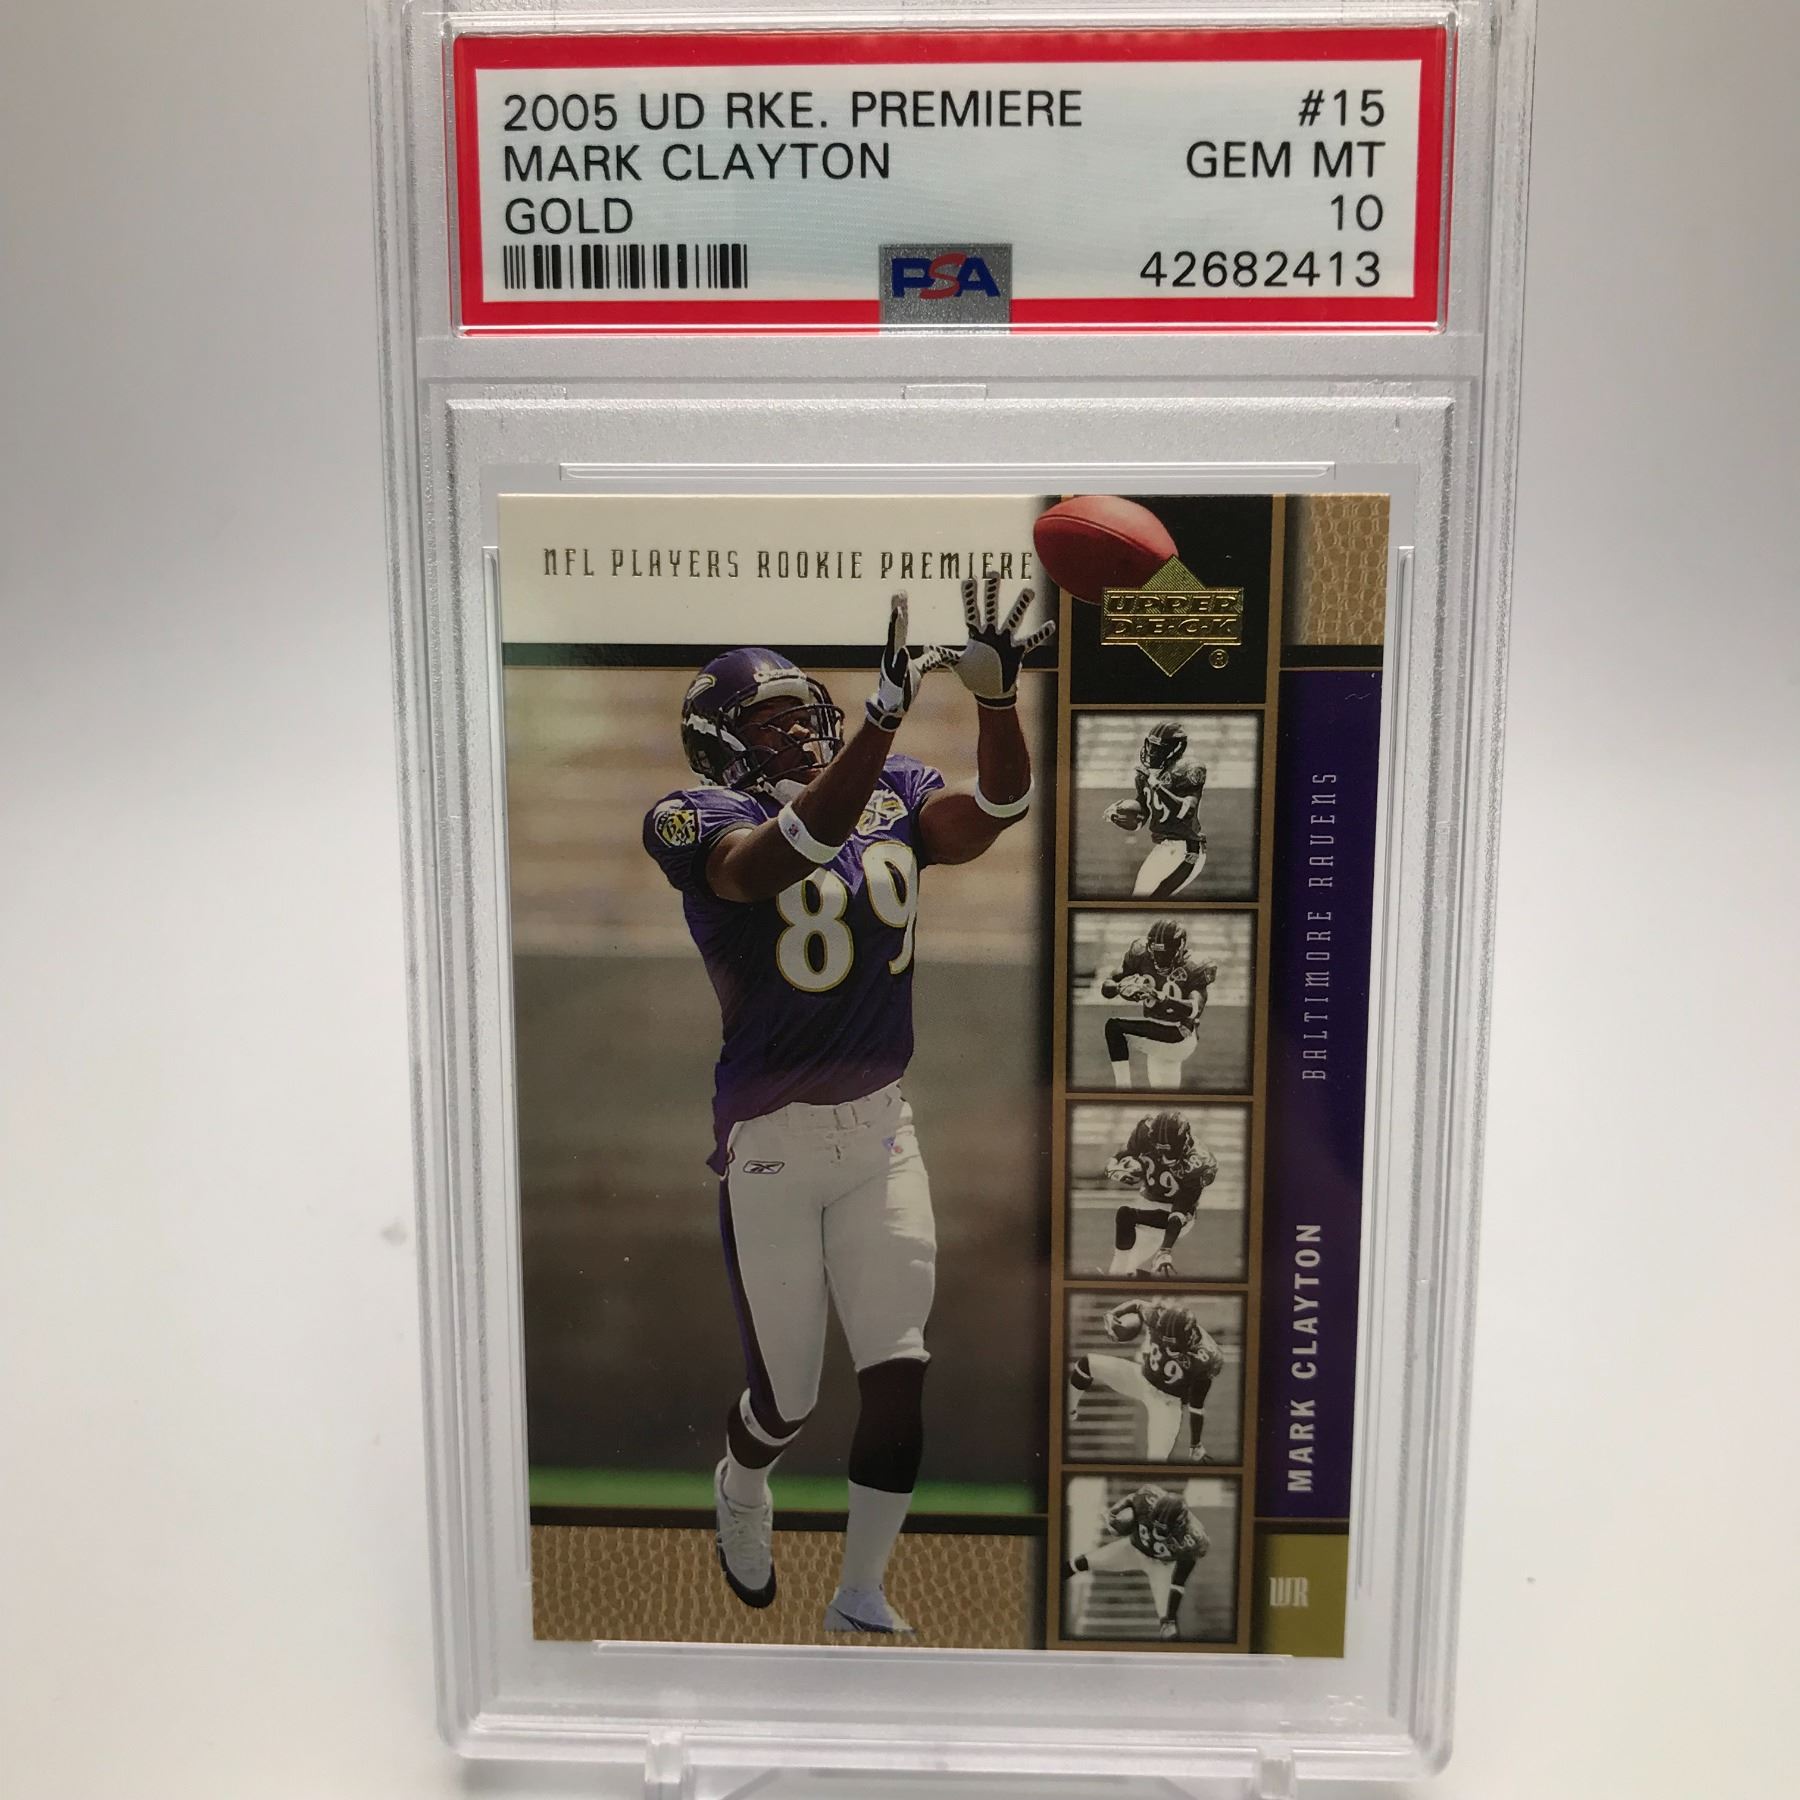 2005 UD RKE. PREMIERE #15
MARK CLAYTON GEM MT
GOLD 10
PSA 42682413
NFL PLAYERS ROOKIE PREMIERE
UPPER
D·E·C·K
®
89
BALTIMORE RAVENS
MARK CLAYTON
WR